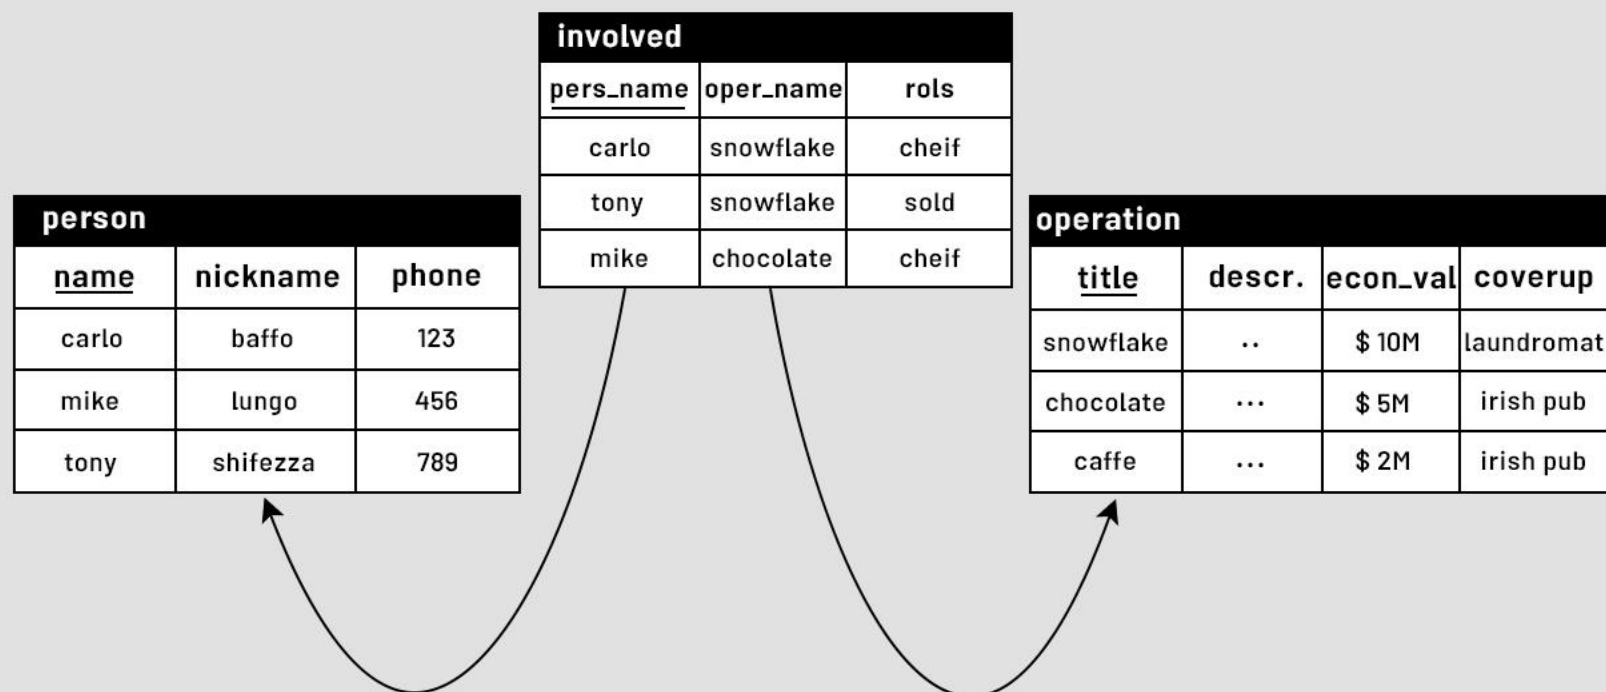 involved
pers_name oper_name rols
carlo snowflake cheif
tony snowflake sold
mike chocolate cheif
person
name nickname phone
carlo baffo 123
mike lungo 456
tony shifezza 789
operation
title descr. econ_val coverup
snowflake .. $ 10M laundromat
chocolate ... $ 5M irish pub
caffe ... $ 2M irish pub